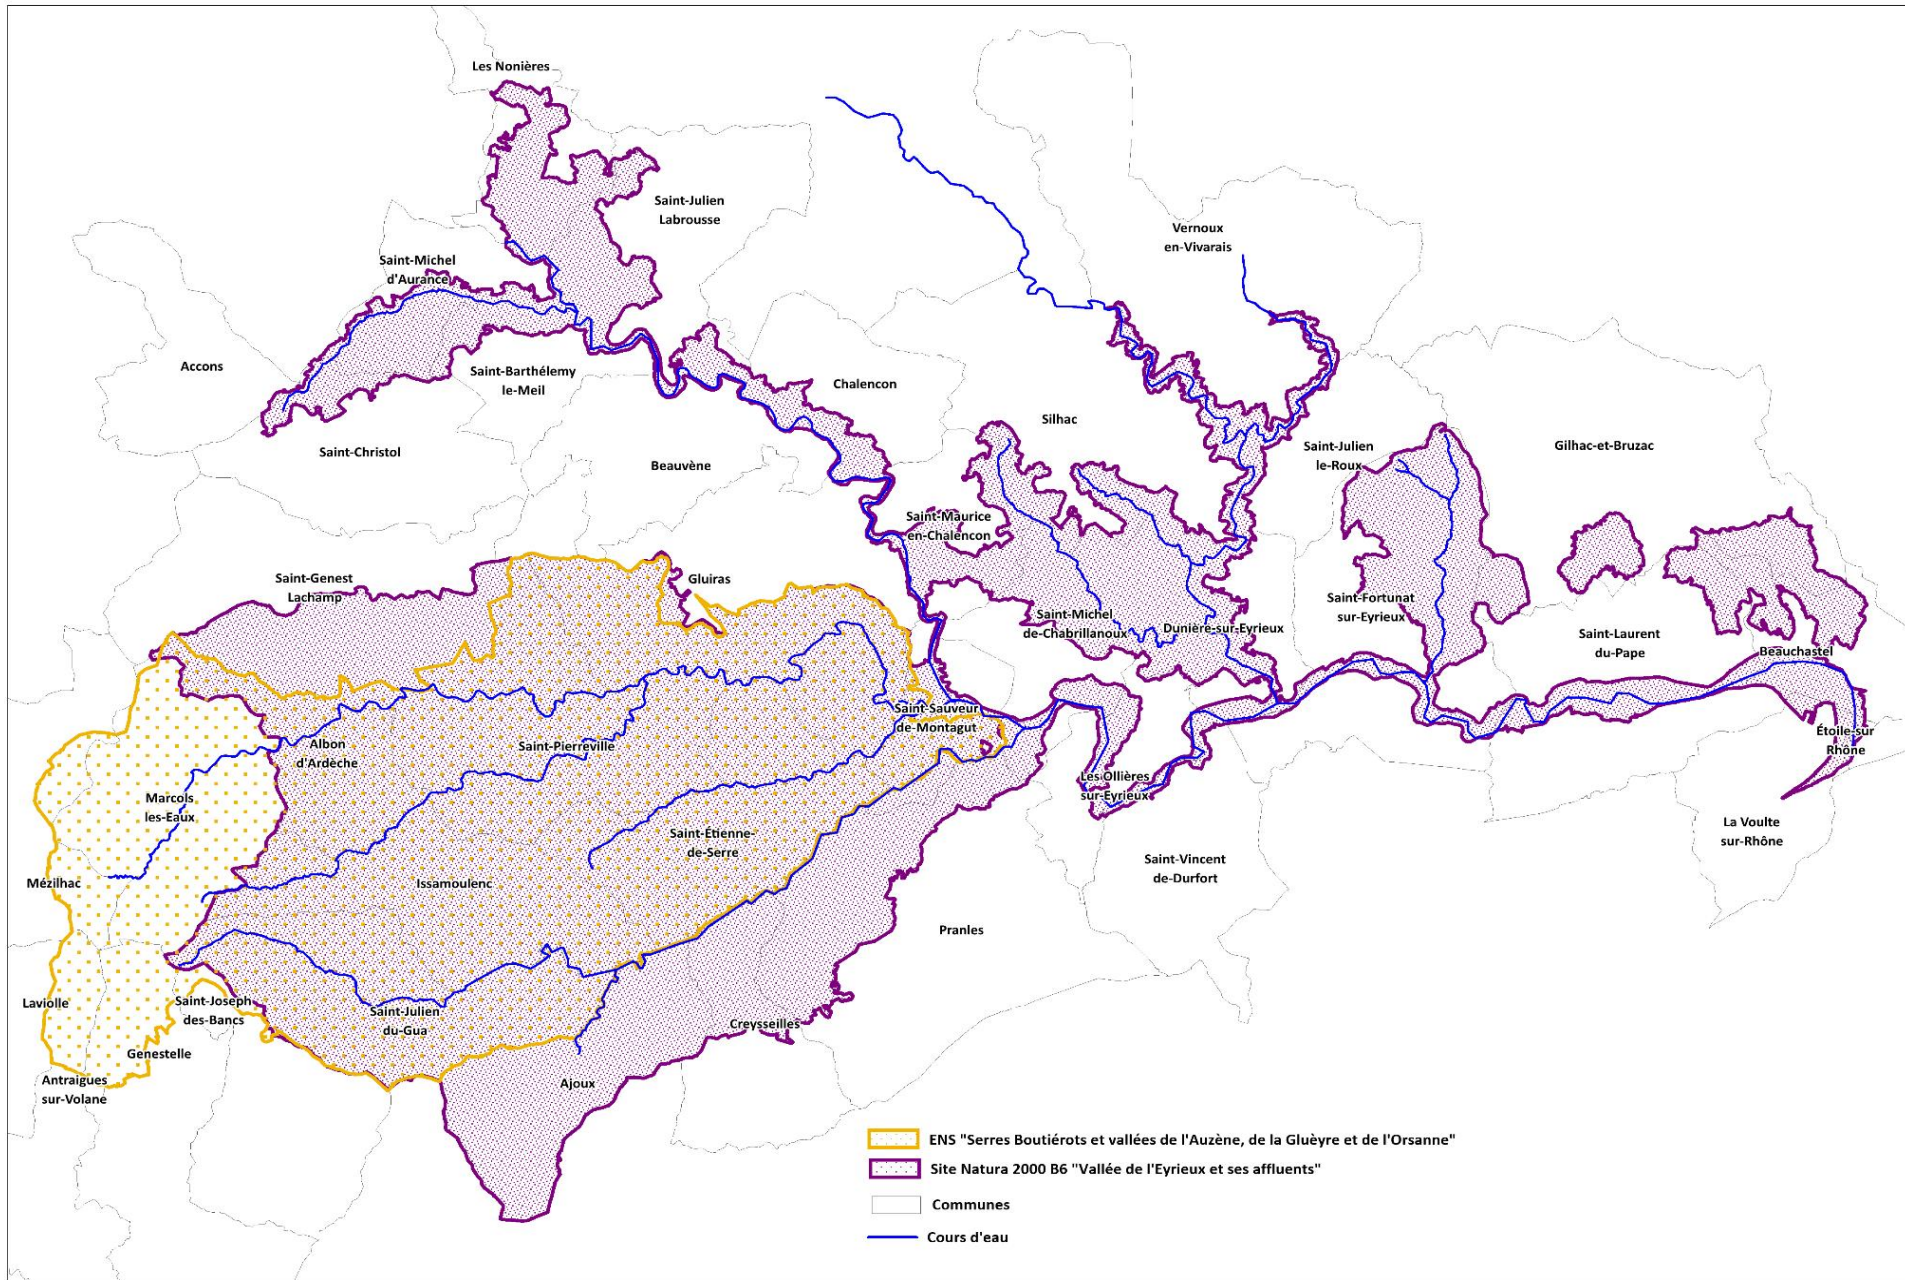 Les Nonières
Saint-Julien
Labrousse
Vernoux
en-Vivarais
Saint-Michel
d'Aurance
Accons
Saint-Barthélemy
le-Meil
Chalencon
Silhac
Saint-Christol
Beauvène
Saint-Julien
le-Roux
Gilhac-et-Bruzac
Saint-Maurice
en-Chalencon
Saint-Genest
Lachamp
Gluiras
Saint-Michel
de-Chabrillanoux
Dunière-sur-Eyrieux
Saint-Fortunat
sur-Eyrieux
Saint-Laurent
du-Pape
Beauchastel
Saint-Sauveur
de-Montagut
Étoile-sur
Rhône
Albon
d'Ardèche
Saint-Pierreville
Les Ollières
sur-Eyrieux
Marcols
les-Eaux
Saint-Étienne-
de-Serre
La Voulte
sur-Rhône
Mézilhac
Issamoulenc
Saint-Vincent
de-Durfort
Pranles
Laviolle
Saint-Joseph
des-Bancs
Saint-Julien
du-Gua
Creysseilles
Genestelle
Antraigues
sur-Volane
Ajoux
ENS "Serres Boutiérots et vallées de l'Auzène, de la Gluèyre et de l'Orsanne"
Site Natura 2000 B6 "Vallée de l'Eyrieux et ses affluents"
Communes
Cours d'eau